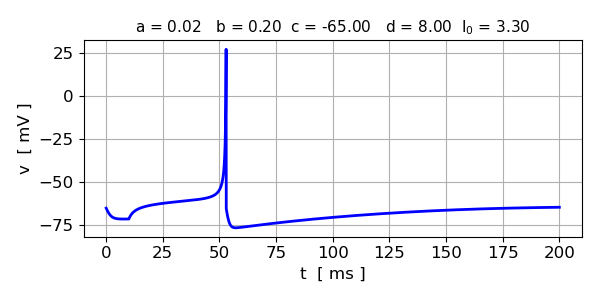 a = 0.02 b = 0.20 c = -65.00 d = 8.00 I₀ = 3.30
25
0
−25
−50
−75
v [ mV ]
0 25 50 75 100 125 150 175 200
t [ ms ]